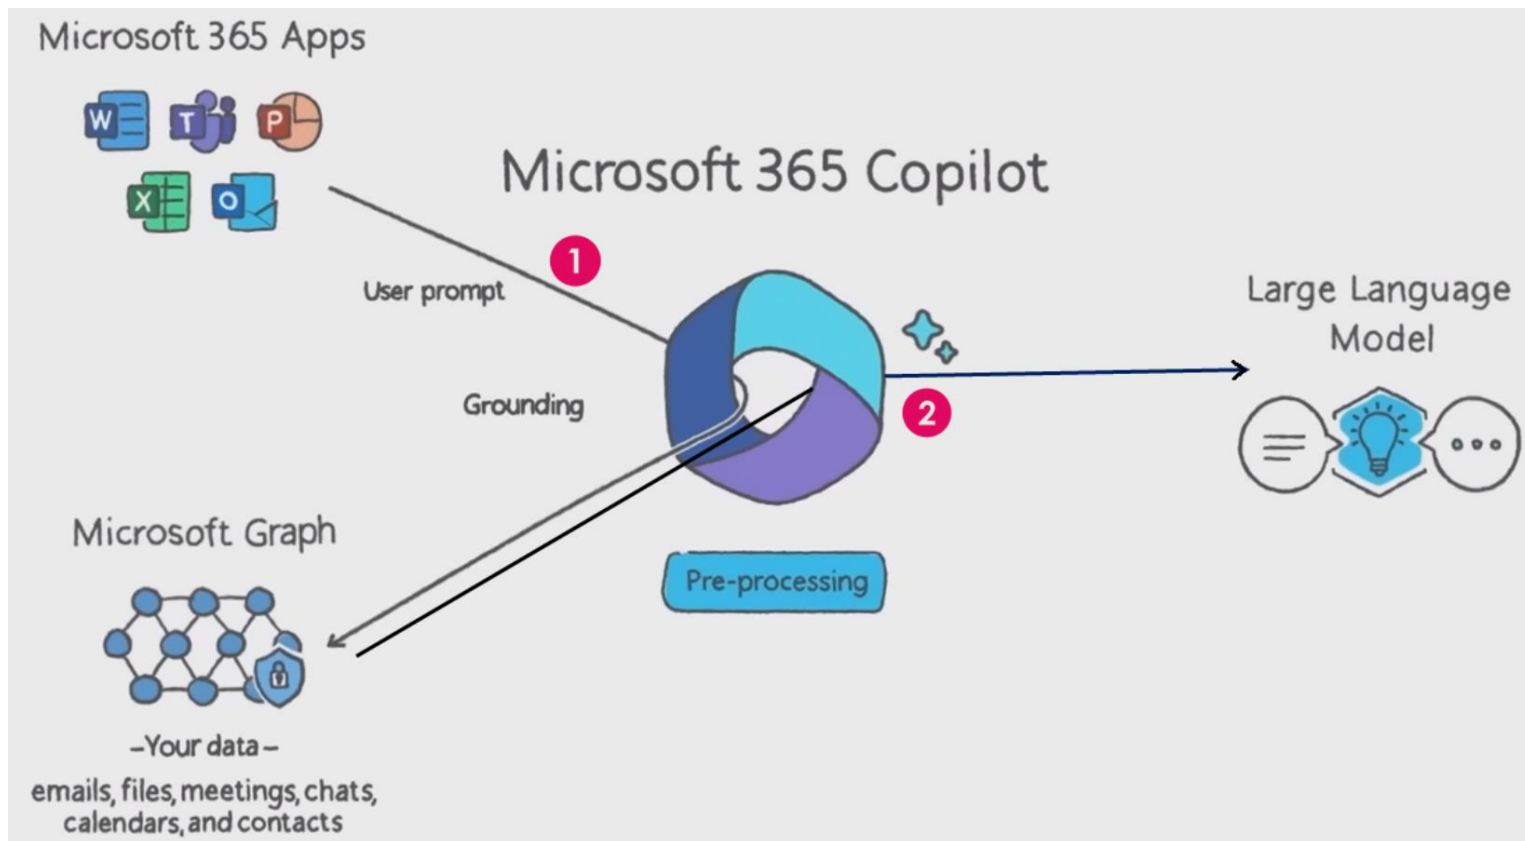 Microsoft 365 Apps
W
T
P
X
O
Microsoft 365 Copilot
1
User prompt
Large Language
Model
Grounding
2
Microsoft Graph
Pre-processing
–Your data–
emails, files, meetings, chats,
calendars, and contacts